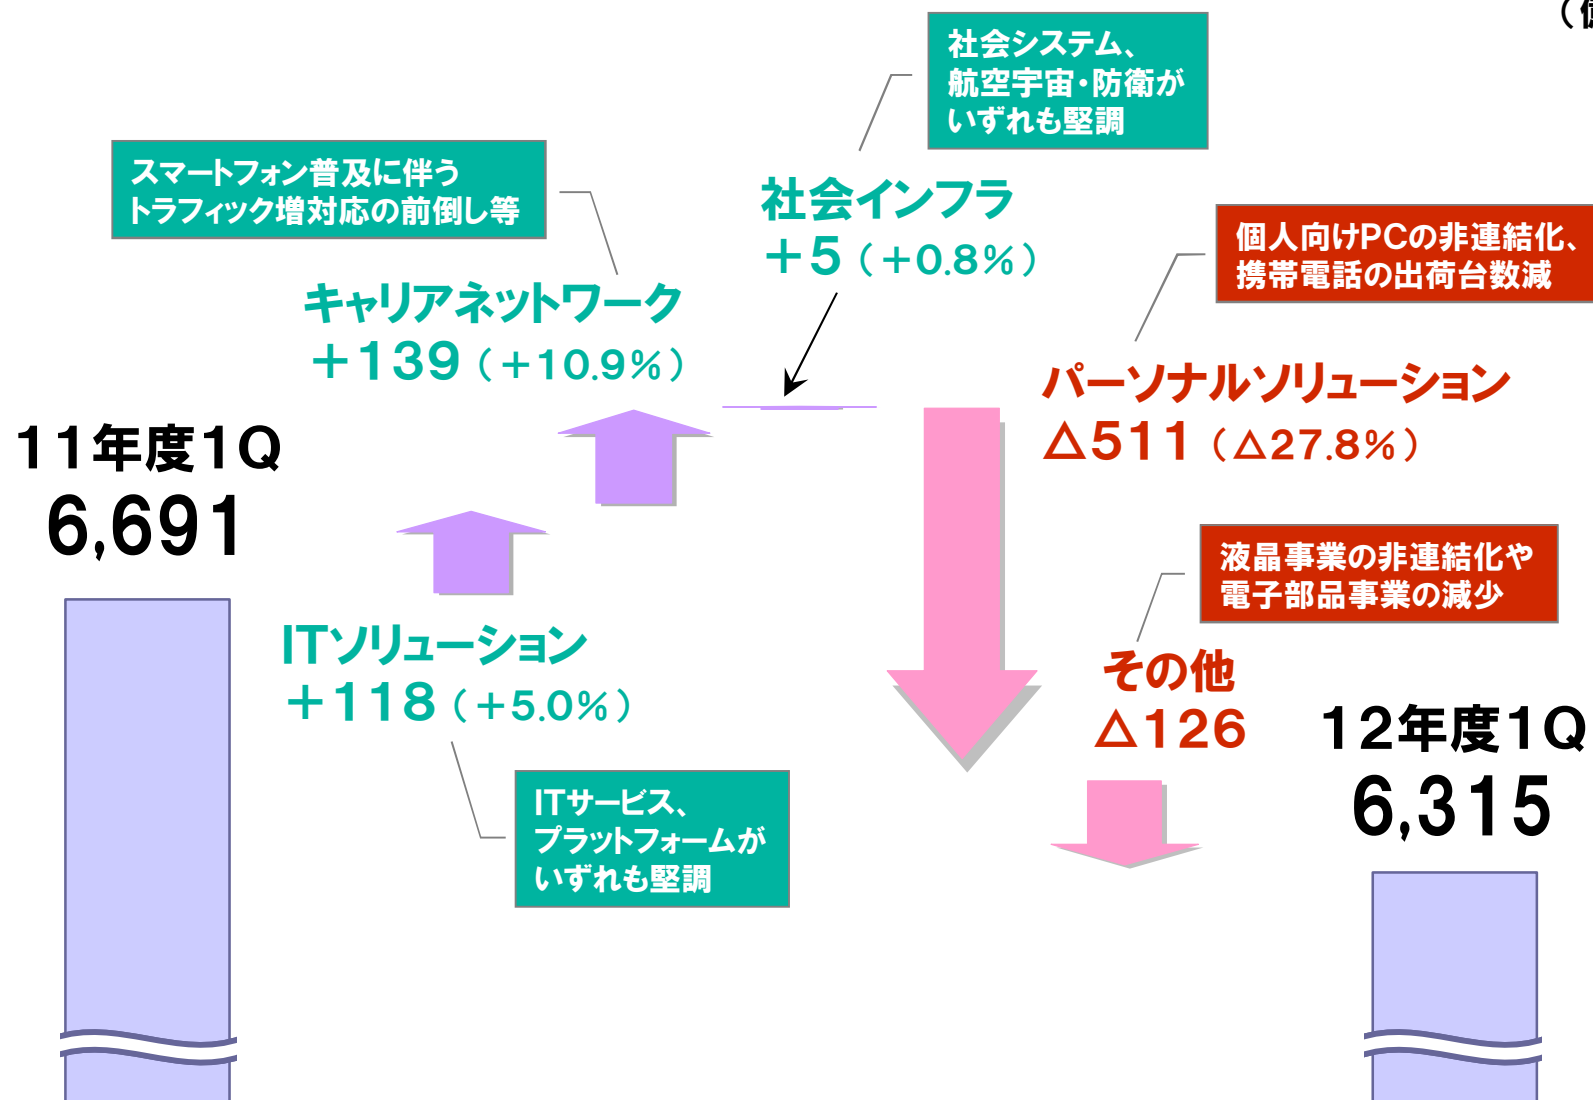 （億
社会システム、
航空宇宙・防衛が
いずれも堅調
スマートフォン普及に伴う
トラフィック増対応の前倒し等
社会インフラ
＋5（＋0.8％）
個人向けPCの非連結化、
携帯電話の出荷台数減
キャリアネットワーク
＋139（＋10.9％）
パーソナルソリューション
△511（△27.8％）
11年度1Q
6,691
液晶事業の非連結化や
電子部品事業の減少
ITソリューション
＋118（＋5.0％）
その他
△126
12年度1Q
6,315
ITサービス、
プラットフォームが
いずれも堅調